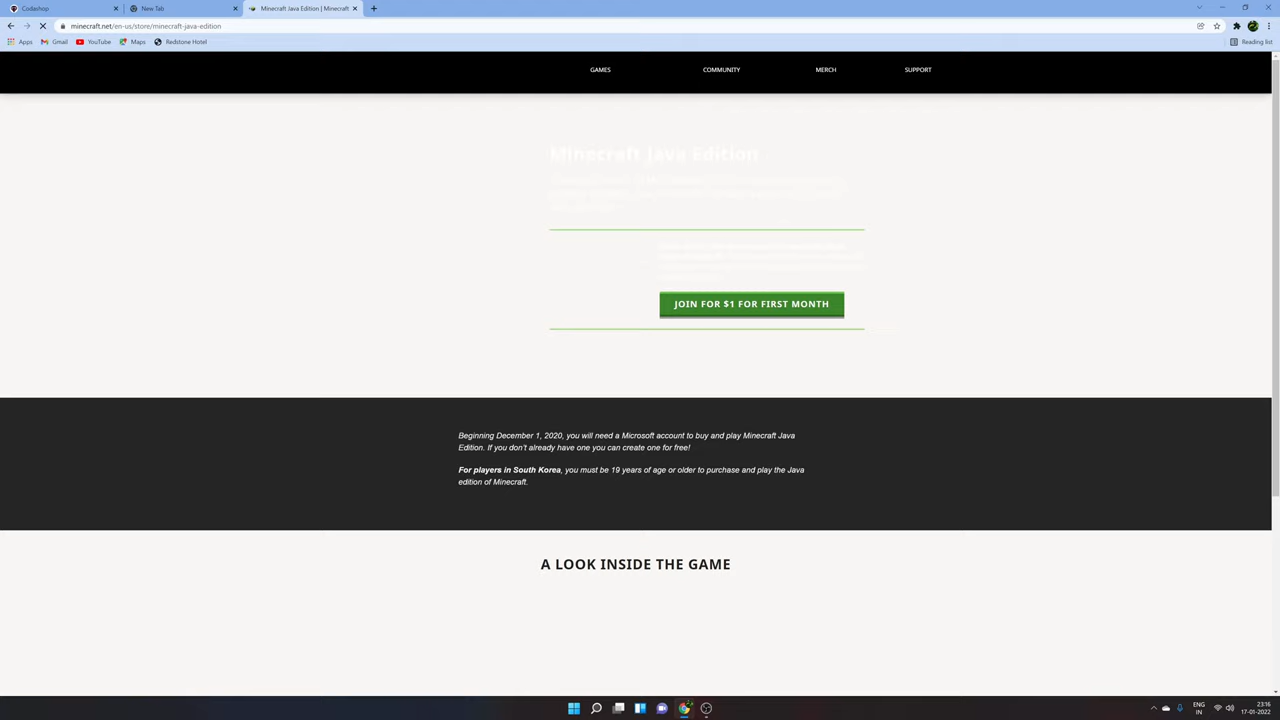 Codashop
New Tab
Minecraft Java Edition | Minecraft
minecraft.net/en-us/store/minecraft-java-edition
Apps
Gmail
YouTube
Maps
Redstone Hotel
Reading list
GAMES
COMMUNITY
MERCH
SUPPORT
Minecraft Java Edition
JOIN FOR $1 FOR FIRST MONTH
Beginning December 1, 2020, you will need a Microsoft account to buy and play Minecraft Java
Edition. If you don't already have one you can create one for free!
For players in South Korea, you must be 19 years of age or older to purchase and play the Java
edition of Minecraft.
A LOOK INSIDE THE GAME
ENG
IN
23:16
17-01-2022